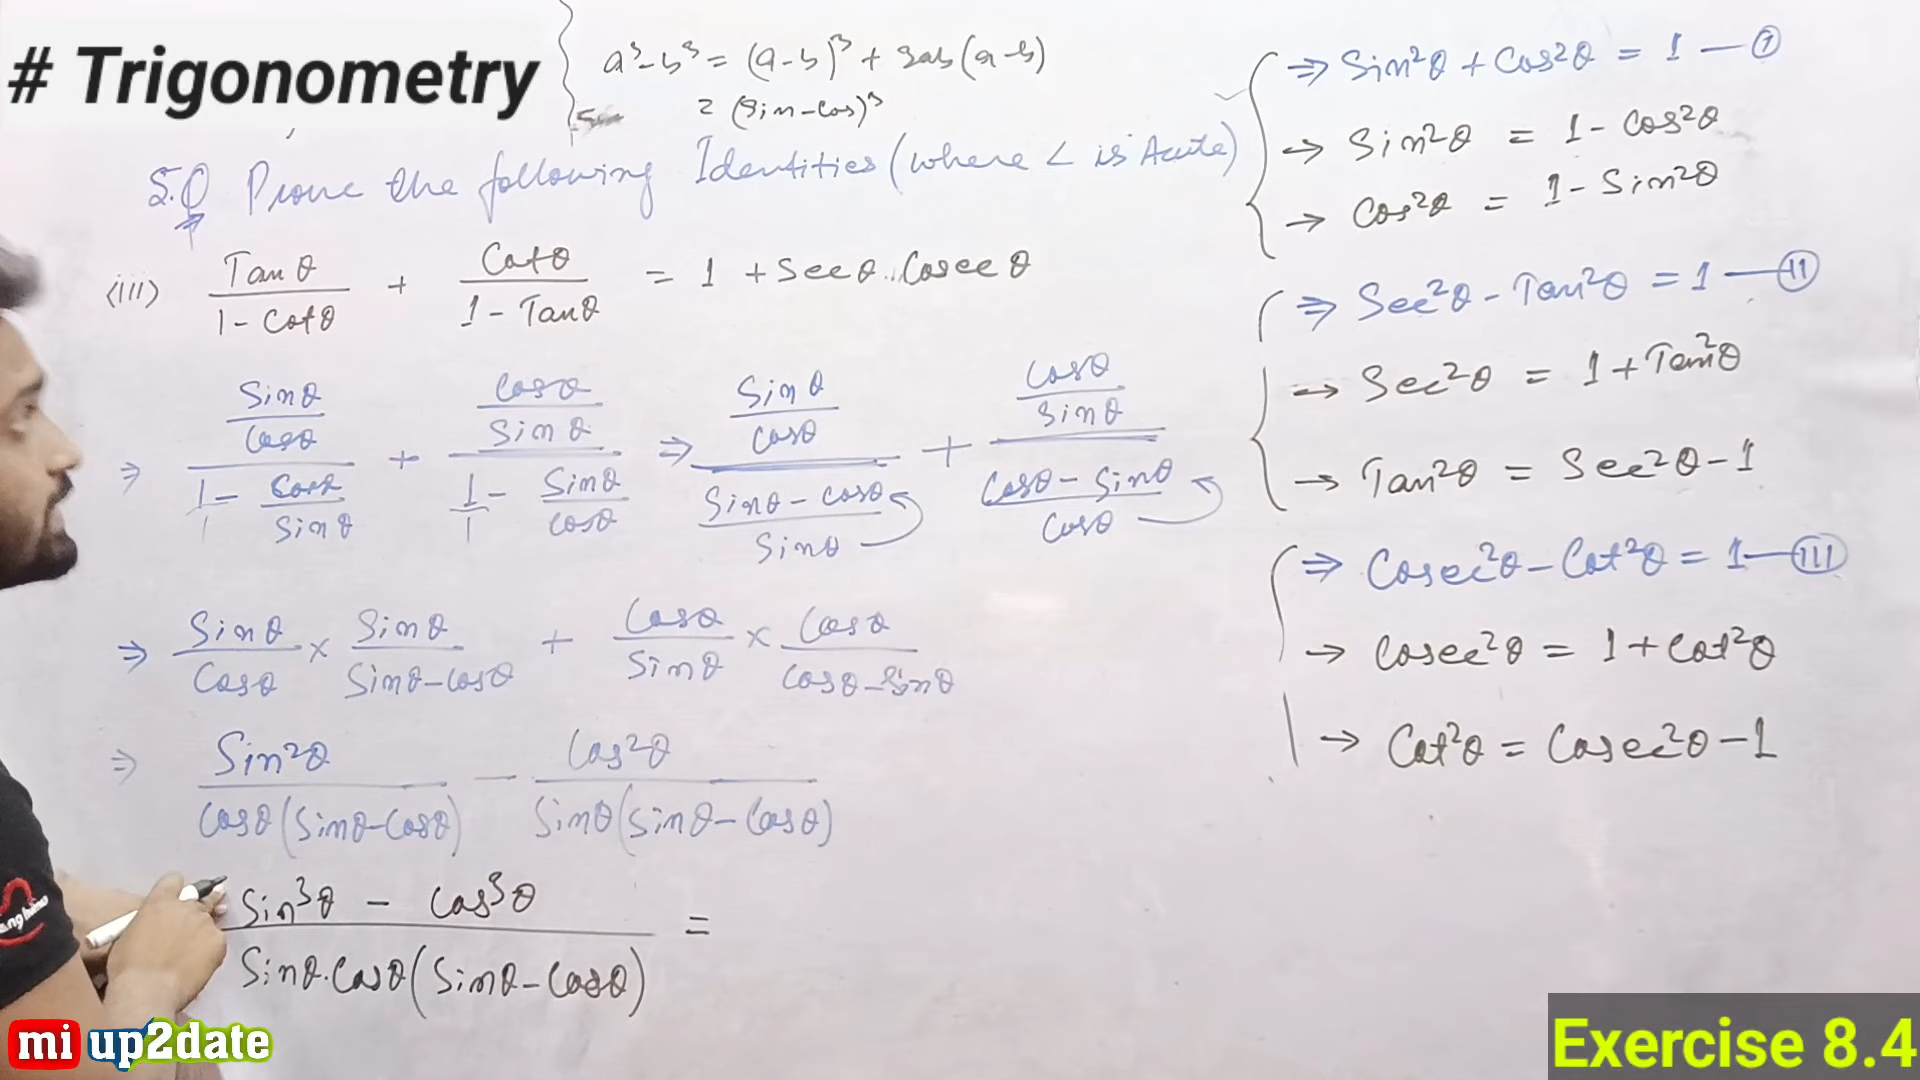 # Trigonometry
a³-b³ = (a-b)³ + 3ab(a-b)
= (Sin-Cos)³
5.Q Prove the following Identities (where ∠ is Acute)
(iii) Tanθ/1-Cotθ + Cotθ/1-Tanθ = 1 + Secθ.Cosecθ
⇒ (Sinθ/Cosθ)/(1/1 - Cosθ/Sinθ) + (Cosθ/Sinθ)/(1/1 - Sinθ/Cosθ) ⇒ (Sinθ/Cosθ)/((Sinθ-Cosθ)/Sinθ) + (Cosθ/Sinθ)/((Cosθ-Sinθ)/Cosθ)
⇒ Sinθ/Cosθ × Sinθ/Sinθ-Cosθ + Cosθ/Sinθ × Cosθ/Cosθ-Sinθ
⇒ Sin²θ/Cosθ(Sinθ-Cosθ) - Cos²θ/Sinθ(Sinθ-Cosθ)
Sin³θ - Cos³θ/Sinθ.Cosθ(Sinθ-Cosθ) =
⇒ Sin²θ + Cos²θ = 1 — I
→ Sin²θ = 1 - Cos²θ
→ Cos²θ = 1 - Sin²θ
⇒ Sec²θ - Tan²θ = 1 — II
→ Sec²θ = 1 + Tan²θ
→ Tan²θ = Sec²θ - 1
⇒ Cosec²θ - Cot²θ = 1 — III
→ Cosec²θ = 1 + Cot²θ
→ Cot²θ = Cosec²θ - 1
mi up2date
Exercise 8.4